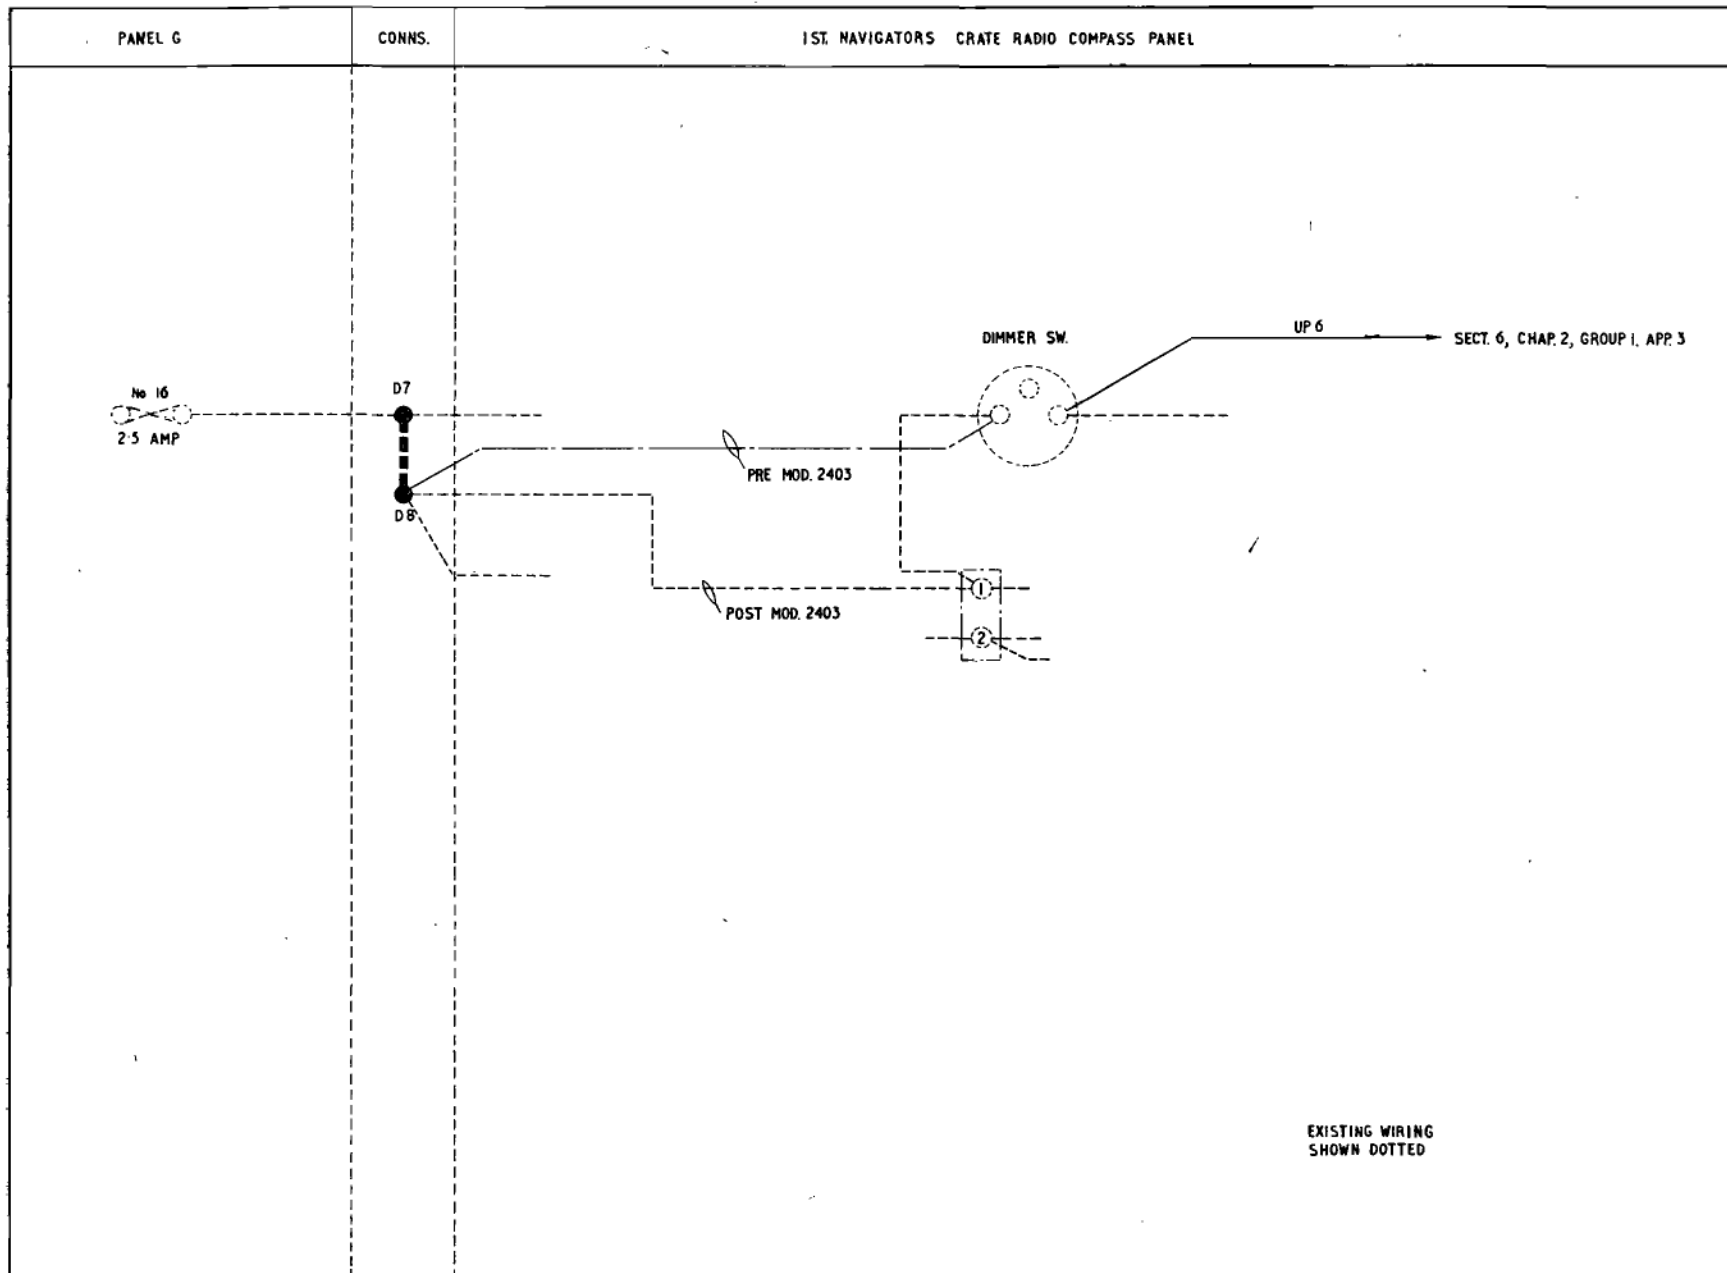 PANEL G
CONNS.
1ST. NAVIGATORS CRATE RADIO COMPASS PANEL
DIMMER SW.
UP 6
SECT. 6, CHAP. 2, GROUP 1. APP. 3
No 16
2·5 AMP
D7
PRE MOD. 2403
D8
1
POST MOD. 2403
2
EXISTING WIRING
SHOWN DOTTED